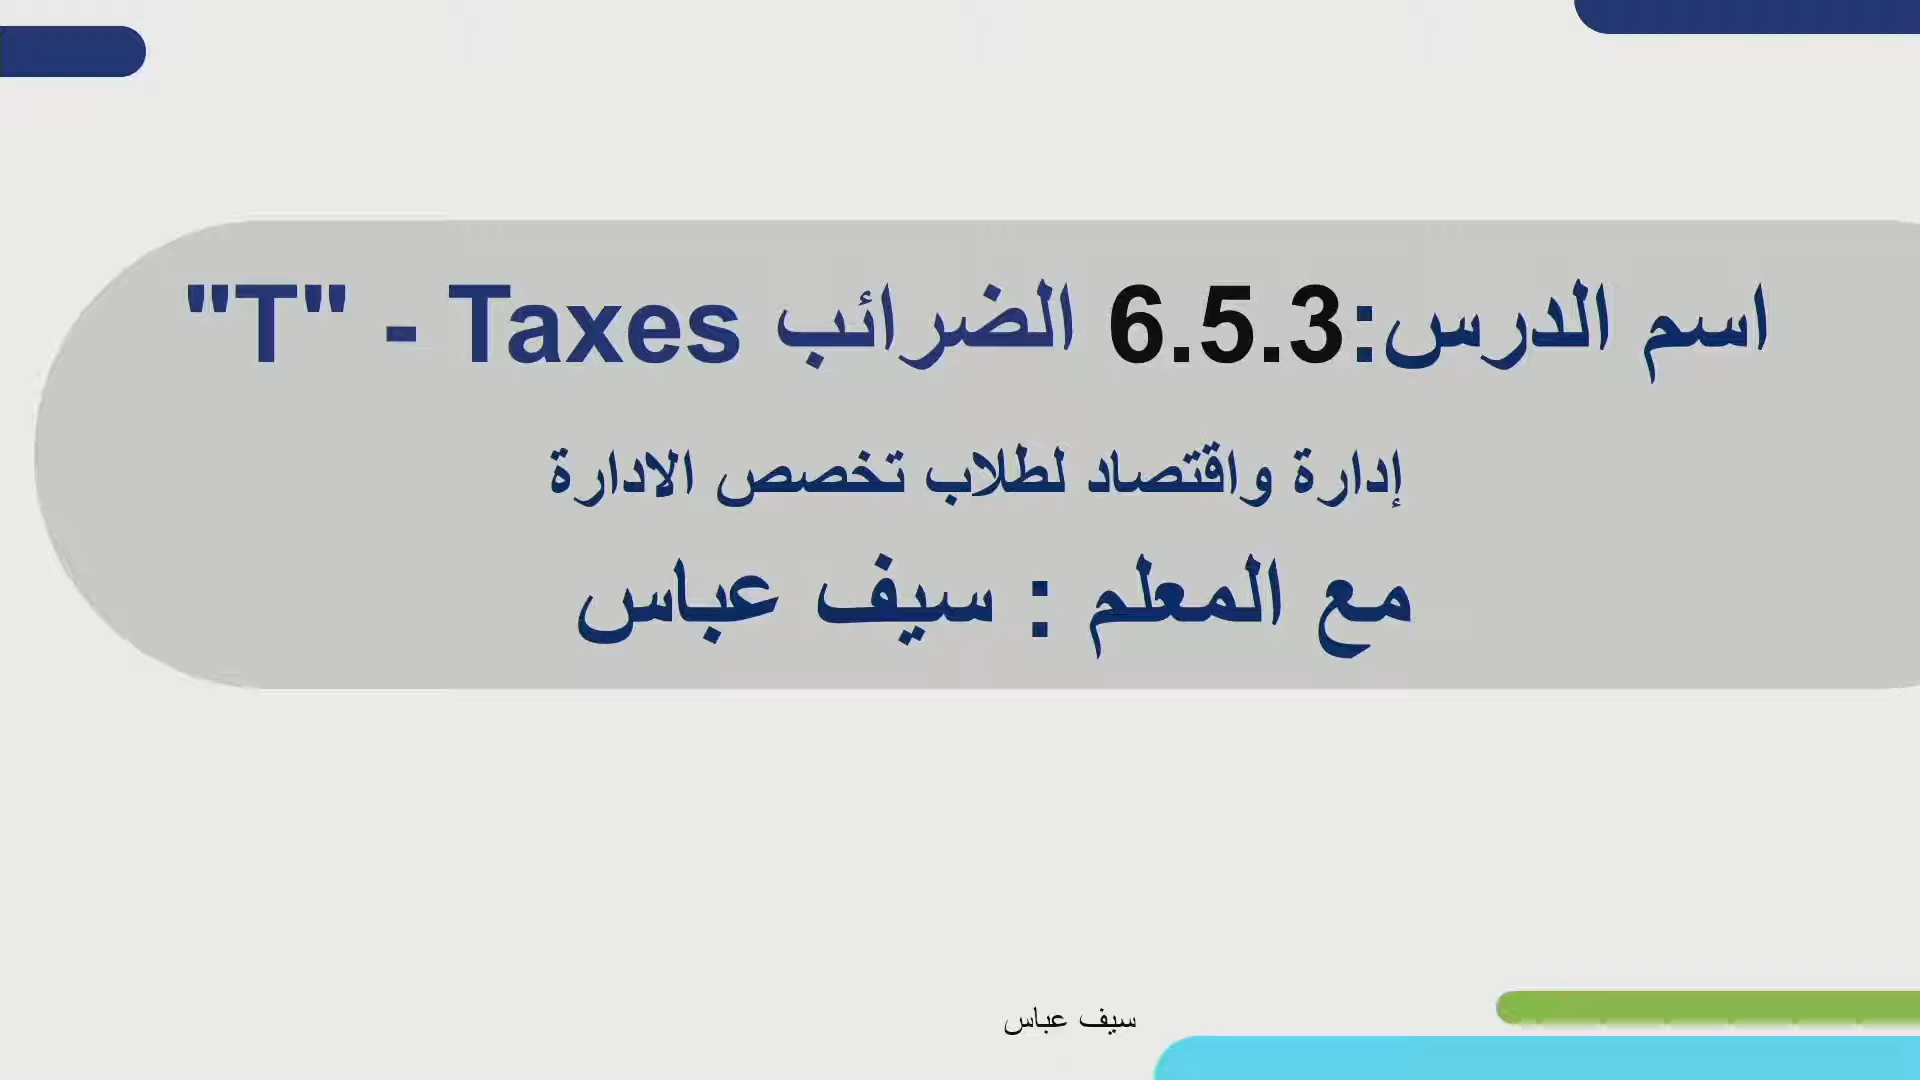 اسم الدرس:6.5.3 الضرائب "T" - Taxes
إدارة واقتصاد لطلاب تخصص الادارة
مع المعلم : سيف عباس
سيف عباس